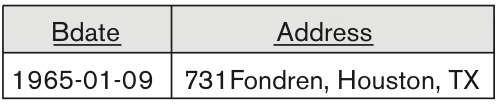 Bdate Address
1965-01-09 731Fondren, Houston, TX